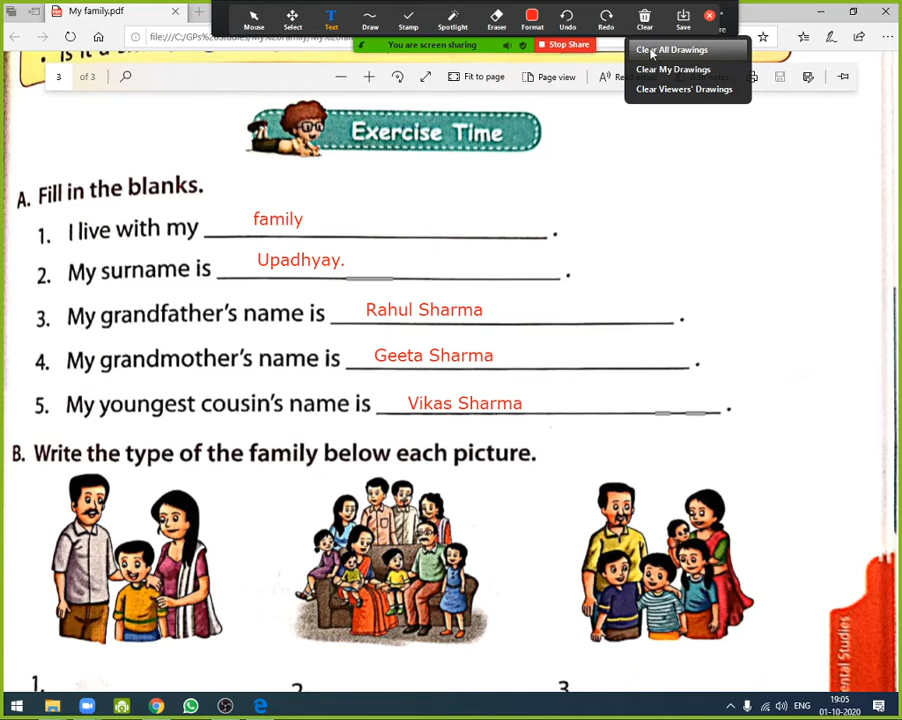 My family.pdf
Mouse
Select
Text
Draw
Stamp
Spotlight
Eraser
Format
Undo
Redo
Clear
Save
file:///C:/GPs
You are screen sharing
Stop Share
Clear All Drawings
Clear My Drawings
Clear Viewers' Drawings
3 of 3
Fit to page
Page view
Exercise Time
A. Fill in the blanks.
1. I live with my family .
2. My surname is Upadhyay. .
3. My grandfather's name is Rahul Sharma .
4. My grandmother's name is Geeta Sharma .
5. My youngest cousin's name is Vikas Sharma .
B. Write the type of the family below each picture.
1.
2
3
ental Studies
ENG
19:05
01-10-2020